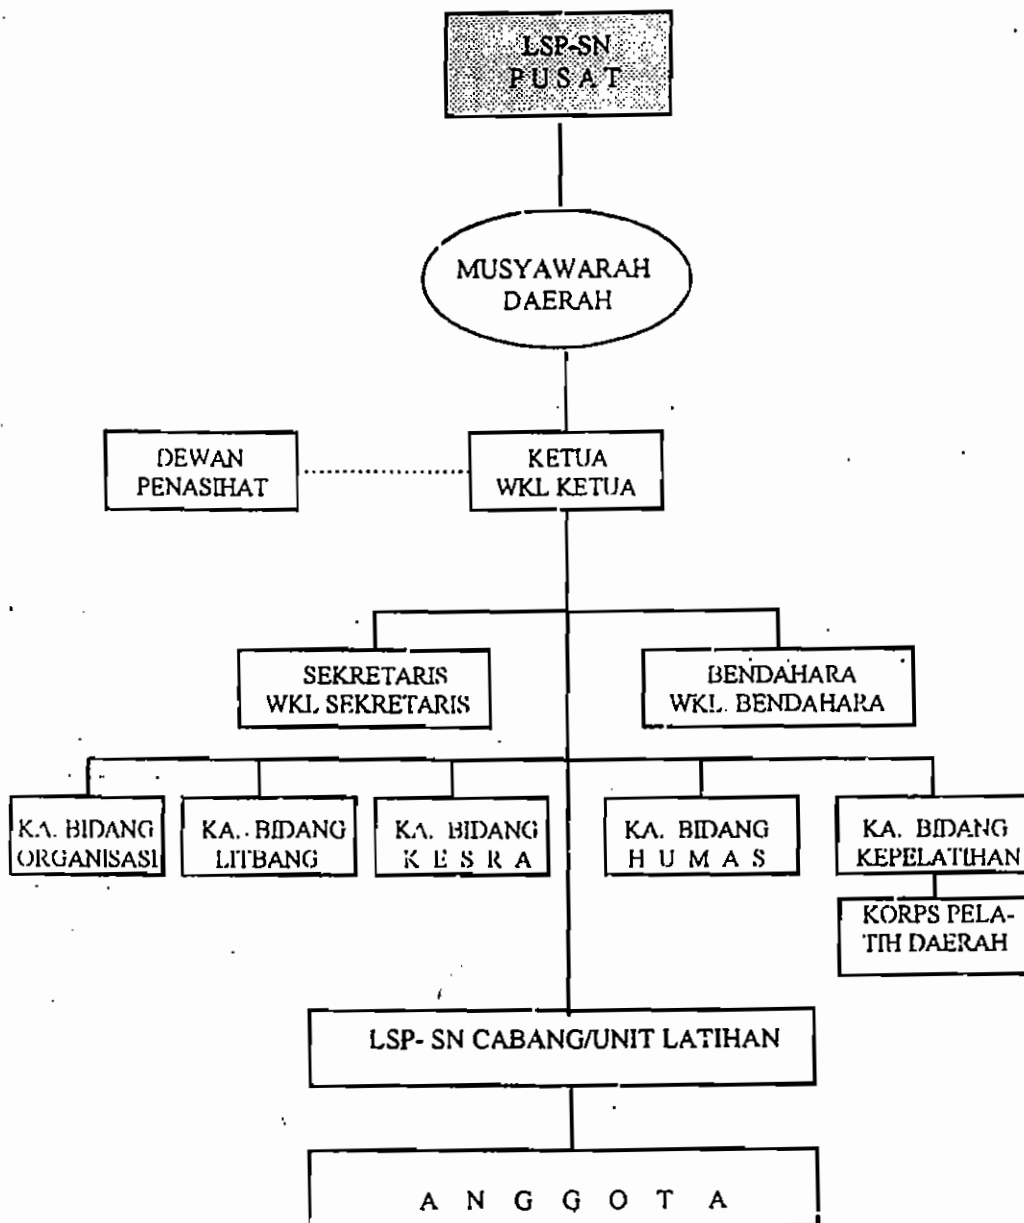 LSP-SN
P U S A T
MUSYAWARAH
DAERAH
DEWAN
PENASIHAT
KETUA
WKL KETUA
SEKRETARIS
WKL SEKRETARIS
BENDAHARA
WKL. BENDAHARA
KA. BIDANG
ORGANISASI
KA. BIDANG
LITBANG
KA. BIDANG
K E S R A
KA. BIDANG
H U M A S
KA. BIDANG
KEPELATIHAN
KORPS PELA-
TIH DAERAH
LSP- SN CABANG/UNIT LATIHAN
A N G G O T A